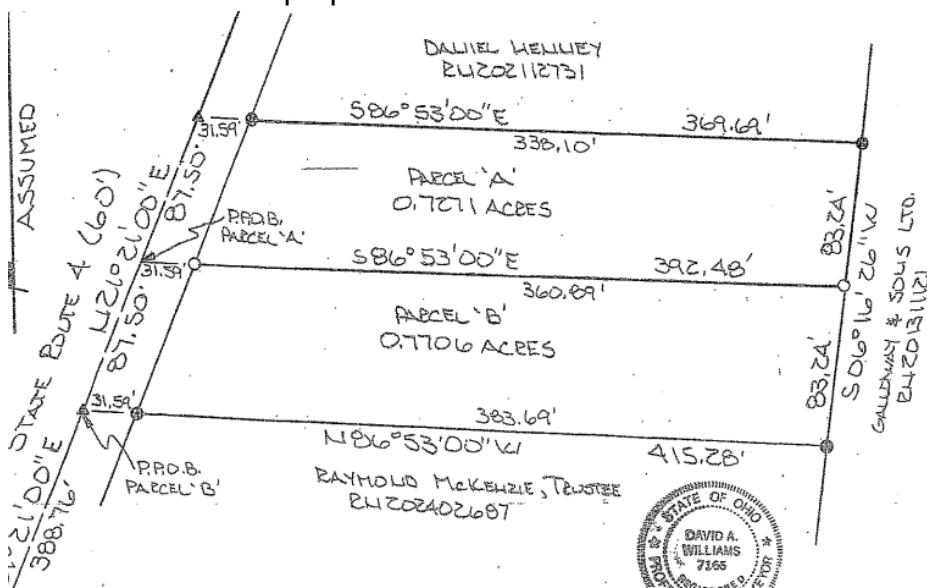 ASSUMED
DANIEL HENNEY
RN202112731
S86°53'00"E
369.69'
31.59'
338.10'
PARCEL 'A'
0.7271 ACRES
STATE ROUTE 4 (60')
N21°21'00"E
87.50'
P.P.O.B.
PARCEL 'A'
83.24'
31.59'
S86°53'00"E
392.48'
360.89'
S06°16'26"W
GALLAWAY & SONS LTD.
RN20131121
PARCEL 'B'
0.7706 ACRES
87.50'
83.24'
31.59'
383.69'
N86°53'00"W
415.28'
P.P.O.B.
PARCEL 'B'
21'00"E
388.76'
RAYMOND McKENZIE, TRUSTEE
RN202402687
STATE OF OHIO
DAVID A.
WILLIAMS
7165